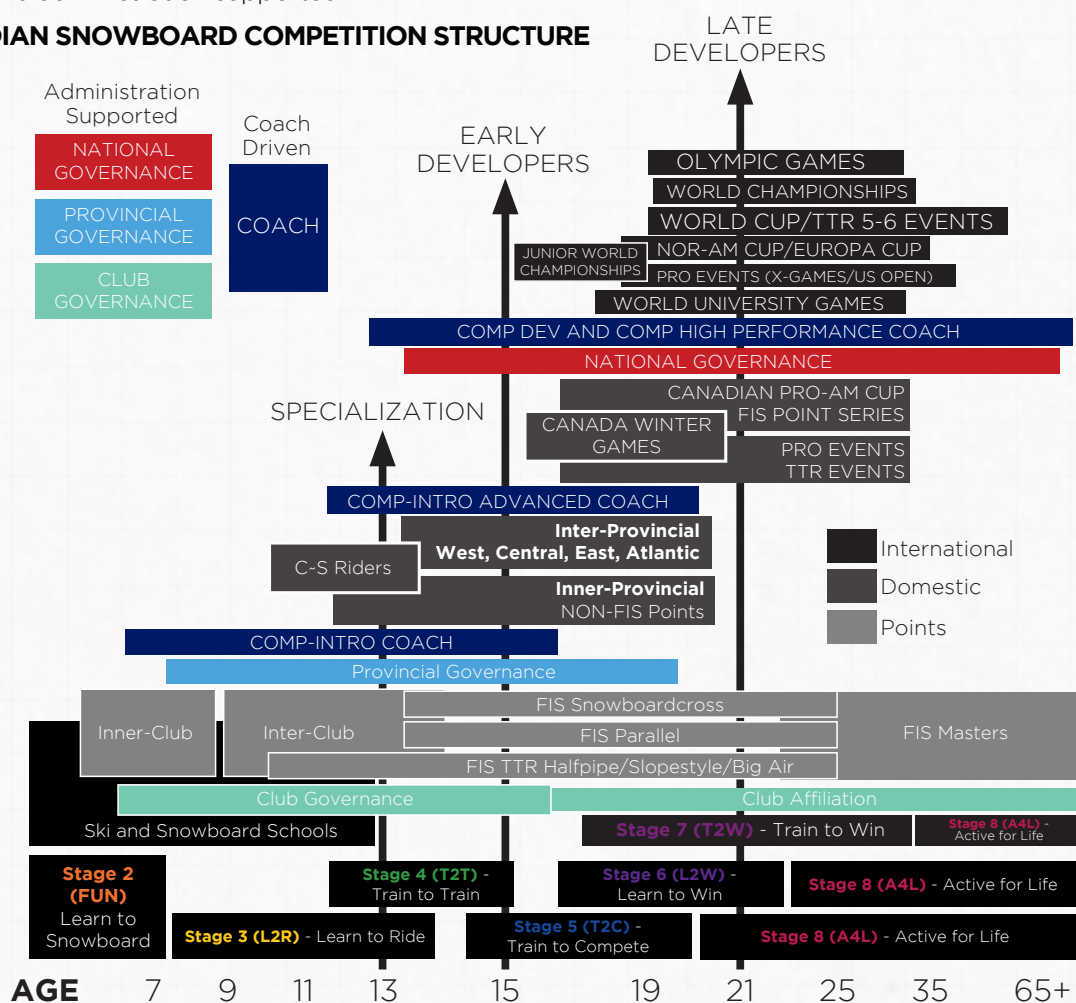 DIAN SNOWBOARD COMPETITION STRUCTURE
LATE
DEVELOPERS
Administration
Supported
NATIONAL
GOVERNANCE
PROVINCIAL
GOVERNANCE
CLUB
GOVERNANCE
Coach
Driven
COACH
EARLY
DEVELOPERS
OLYMPIC GAMES
WORLD CHAMPIONSHIPS
WORLD CUP/TTR 5-6 EVENTS
NOR-AM CUP/EUROPA CUP
JUNIOR WORLD
CHAMPIONSHIPS
PRO EVENTS (X-GAMES/US OPEN)
WORLD UNIVERSITY GAMES
COMP DEV AND COMP HIGH PERFORMANCE COACH
NATIONAL GOVERNANCE
SPECIALIZATION
CANADIAN PRO-AM CUP
FIS POINT SERIES
CANADA WINTER
GAMES
PRO EVENTS
TTR EVENTS
COMP-INTRO ADVANCED COACH
Inter-Provincial
West, Central, East, Atlantic
C~S Riders
Inner-Provincial
NON-FIS Points
International
Domestic
Points
COMP-INTRO COACH
Provincial Governance
Inner-Club
Inter-Club
FIS Snowboardcross
FIS Parallel
FIS TTR Halfpipe/Slopestyle/Big Air
FIS Masters
Club Governance
Club Affiliation
Ski and Snowboard Schools
Stage 7 (T2W) - Train to Win
Stage 8 (A4L) -
Active for Life
Stage 2
(FUN)
Learn to
Snowboard
Stage 4 (T2T) -
Train to Train
Stage 6 (L2W) -
Learn to Win
Stage 8 (A4L) - Active for Life
Stage 3 (L2R) - Learn to Ride
Stage 5 (T2C) -
Train to Compete
Stage 8 (A4L) - Active for Life
AGE 7 9 11 13 15 19 21 25 35 65+